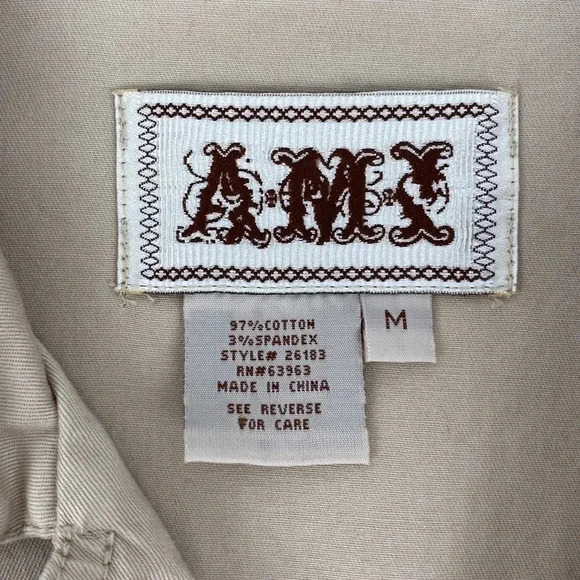 A.M.I
M
97%COTTON
3%SPANDEX
STYLE# 26183
RN#63963
MADE IN CHINA
SEE REVERSE
FOR CARE